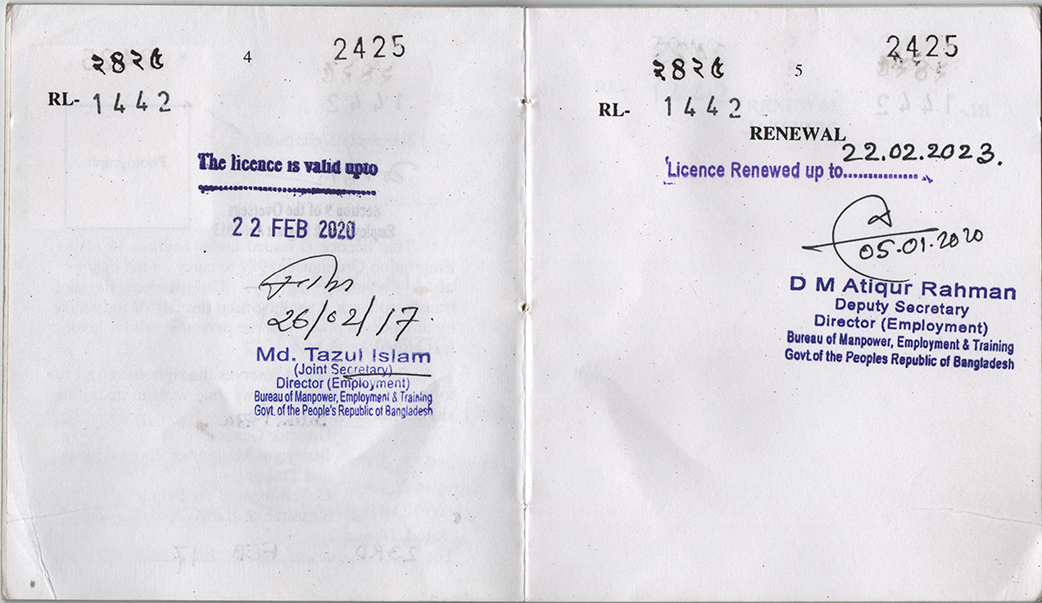 ২৪২৫
4
2425
RL- 1442
The licence is valid upto
22 FEB 2020
26/02/17
Md. Tazul Islam
(Joint Secretary)
Director (Employment)
Bureau of Manpower, Employment & Training
Govt. of the People's Republic of Bangladesh
২৪২৫
5
2425
RL- 1442
RENEWAL
22.02.2023.
Licence Renewed up to...............
05.01.2020
D M Atiqur Rahman
Deputy Secretary
Director (Employment)
Bureau of Manpower, Employment & Training
Govt.of the Peoples Republic of Bangladesh